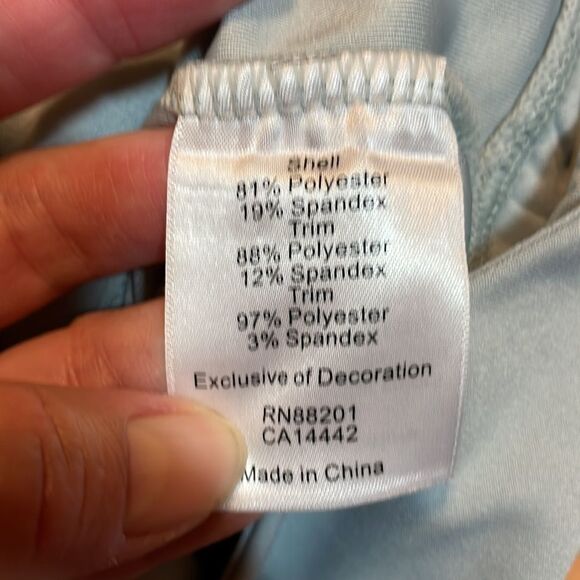 Shell
81% Polyester
19% Spandex
Trim
88% Polyester
12% Spandex
Trim
97% Polyester
3% Spandex
Exclusive of Decoration
RN88201
CA14442
Made in China